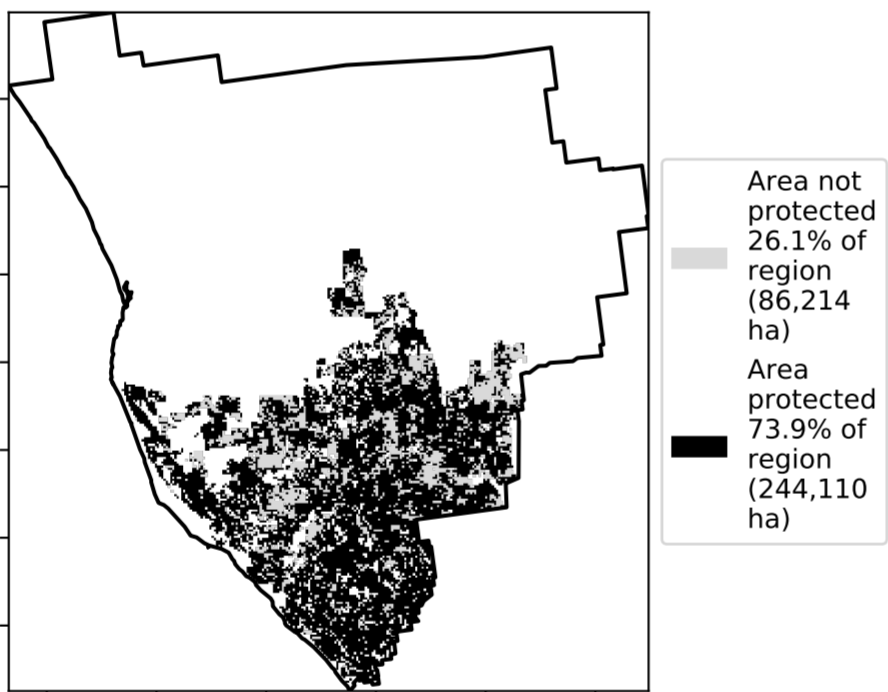 Area not
protected
26.1% of
region
(86,214
ha)
Area
protected
73.9% of
region
(244,110
ha)